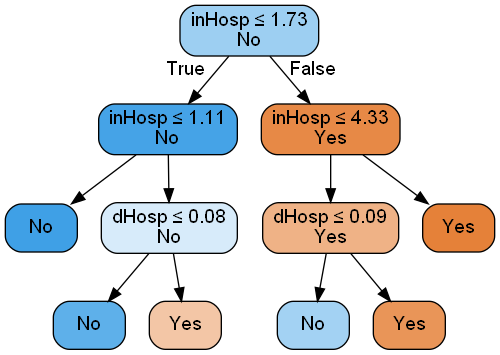 inHosp ≤ 1.73
No
True
False
inHosp ≤ 1.11
No
inHosp ≤ 4.33
Yes
No
dHosp ≤ 0.08
No
dHosp ≤ 0.09
Yes
Yes
No
Yes
No
Yes